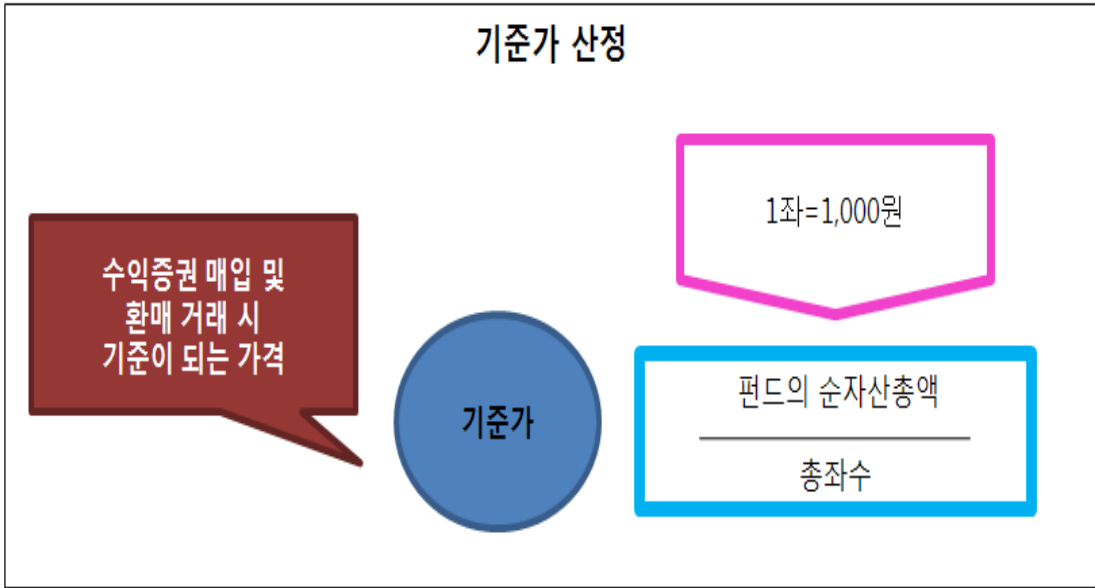 기준가 산정
1좌=1,000원
수익증권 매입 및
환매 거래 시
기준이 되는 가격
기준가
펀드의 순자산총액
총좌수